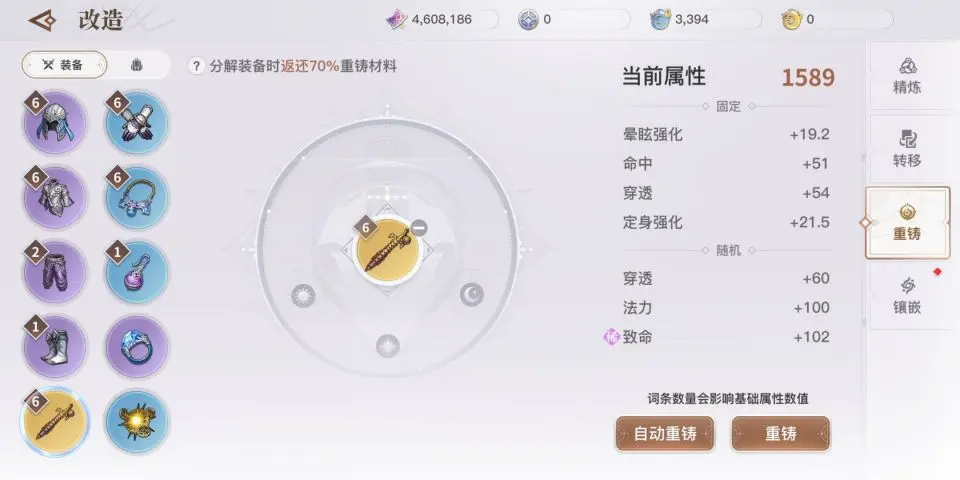 改造
4,608,186
0
3,394
0
装备
? 分解装备时返还70%重铸材料
6
6
6
6
2
1
1
6
6
当前属性 1589
固定
晕眩强化 +19.2
命中 +51
穿透 +54
定身强化 +21.5
随机
穿透 +60
法力 +100
稀 致命 +102
词条数量会影响基础属性数值
自动重铸
重铸
精炼
转移
重铸
镶嵌